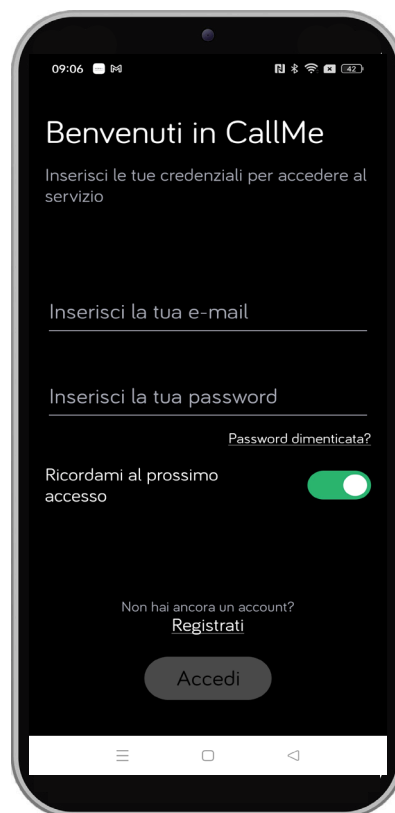 09:06
42
Benvenuti in CallMe
Inserisci le tue credenziali per accedere al
servizio
Inserisci la tua e-mail
Inserisci la tua password
Password dimenticata?
Ricordami al prossimo
accesso
Non hai ancora un account?
Registrati
Accedi